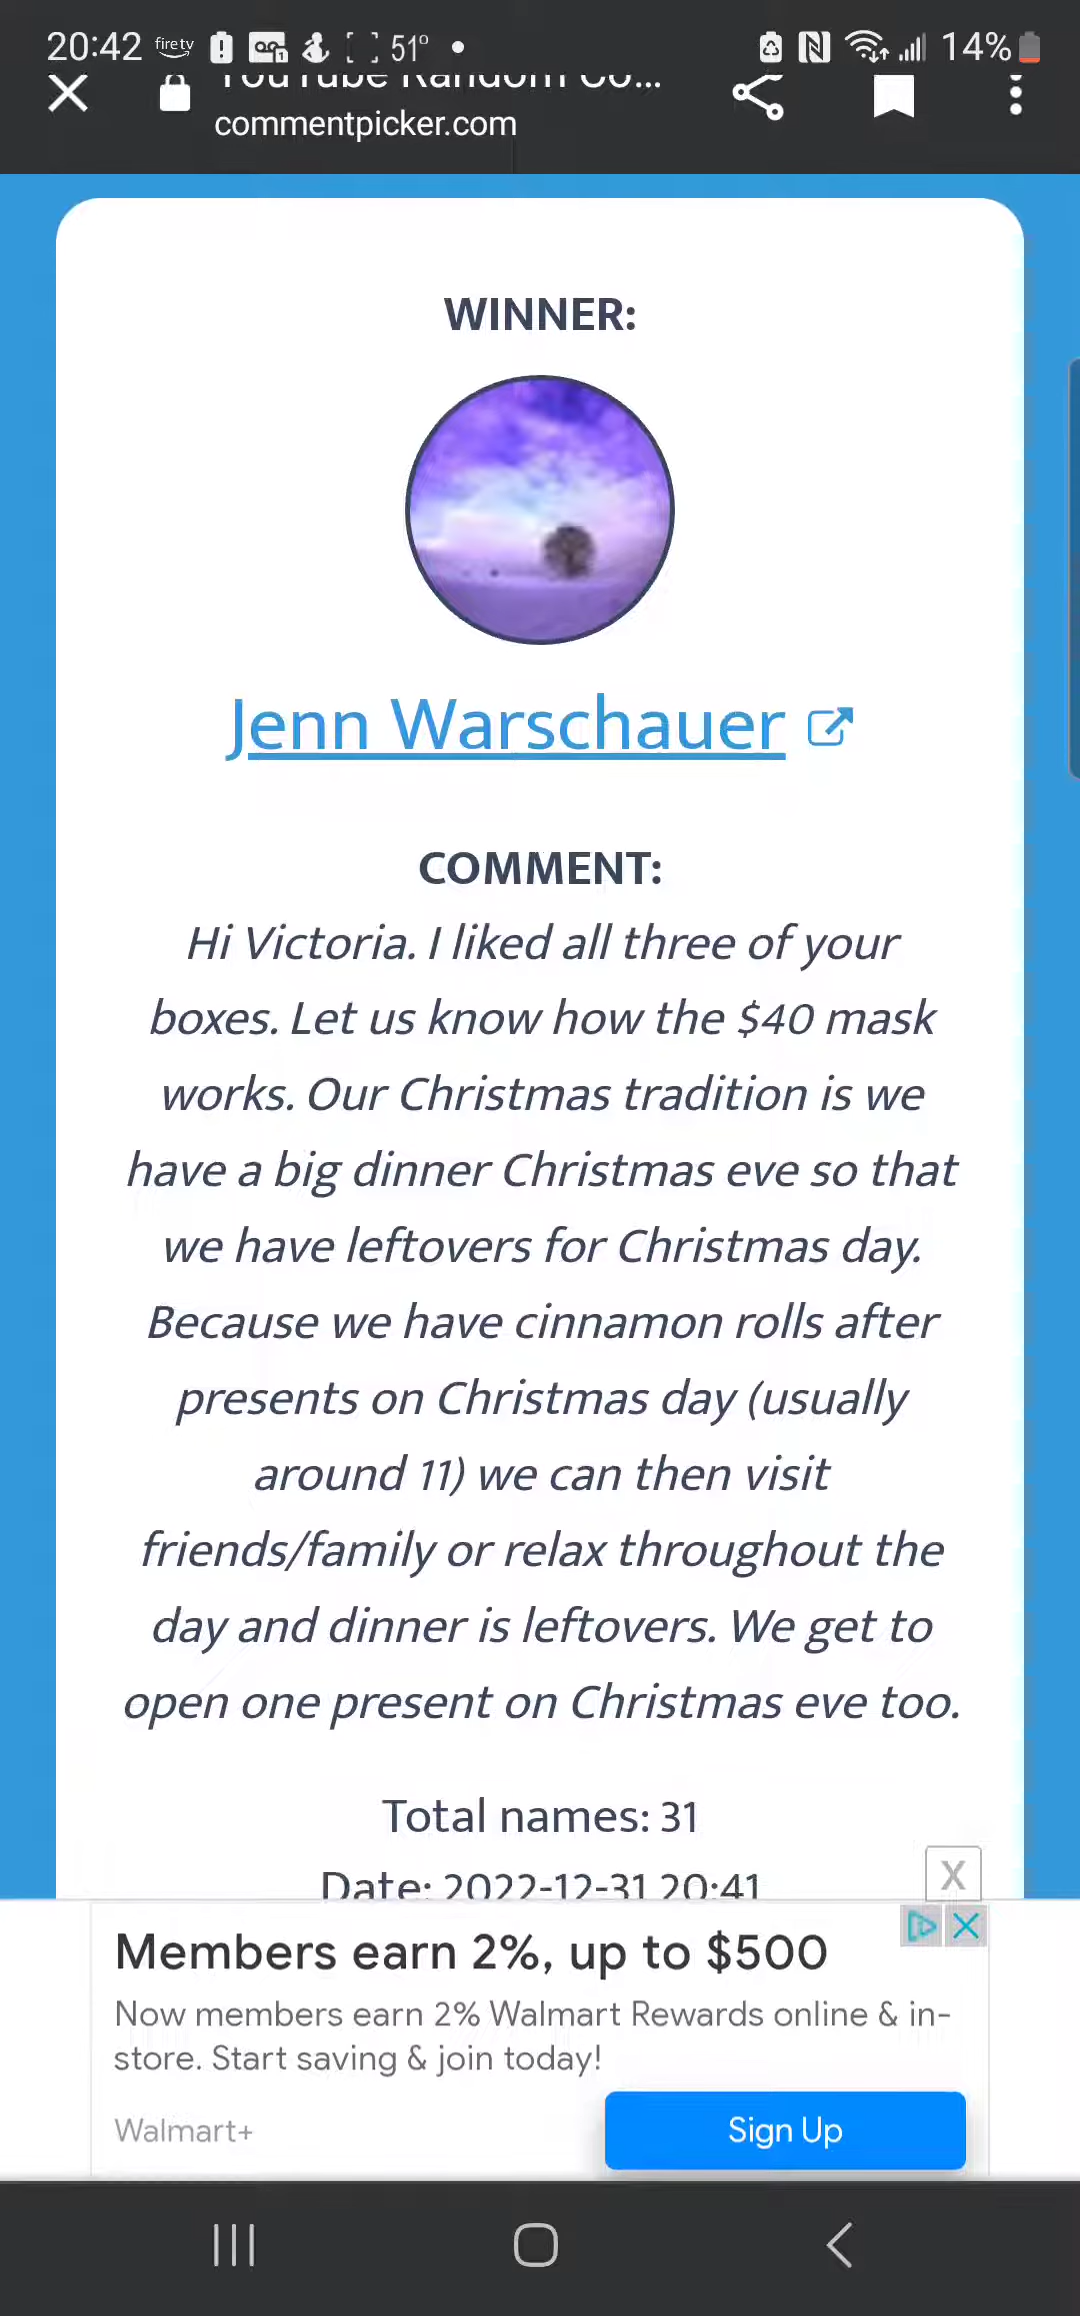 20:42 firetv 51° 14%
YouTube Random Co...
commentpicker.com
WINNER:
Jenn Warschauer
COMMENT:
Hi Victoria. I liked all three of your
boxes. Let us know how the $40 mask
works. Our Christmas tradition is we
have a big dinner Christmas eve so that
we have leftovers for Christmas day.
Because we have cinnamon rolls after
presents on Christmas day (usually
around 11) we can then visit
friends/family or relax throughout the
day and dinner is leftovers. We get to
open one present on Christmas eve too.
Total names: 31
Date: 2022-12-31 20:41
X
Members earn 2%, up to $500
Now members earn 2% Walmart Rewards online & in-
store. Start saving & join today!
Walmart+
Sign Up